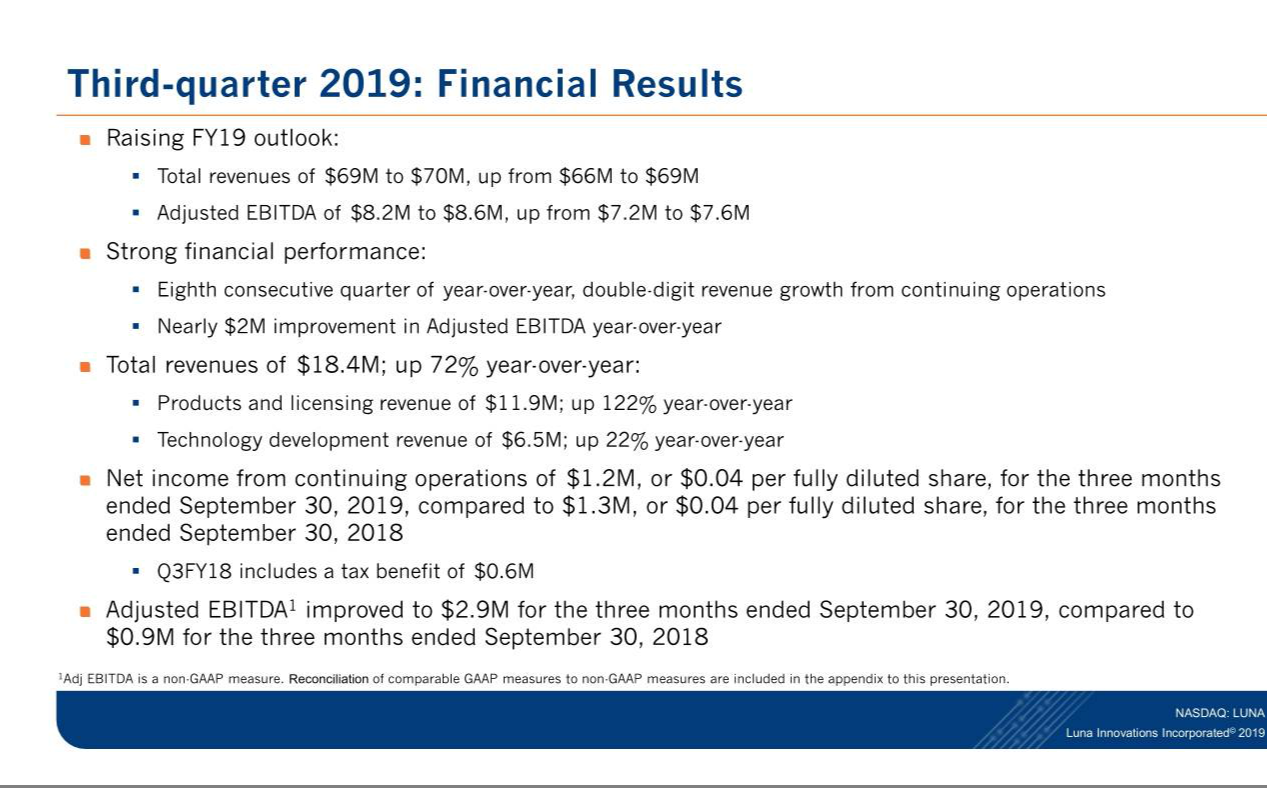 Third-quarter 2019: Financial Results
Raising FY19 outlook:
Total revenues of $69M to $70M, up from $66M to $69M
Adjusted EBITDA of $8.2M to $8.6M, up from $7.2M to $7.6M
Strong financial performance:
Eighth consecutive quarter of year-over-year, double-digit revenue growth from continuing operations
Nearly $2M improvement in Adjusted EBITDA year-over-year
Total revenues of $18.4M; up 72% year-over-year:
Products and licensing revenue of $11.9M; up 122% year-over-year
Technology development revenue of $6.5M; up 22% year-over-year
Net income from continuing operations of $1.2M, or $0.04 per fully diluted share, for the three months
ended September 30, 2019, compared to $1.3M, or $0.04 per fully diluted share, for the three months
ended September 30, 2018
Q3FY18 includes a tax benefit of $0.6M
Adjusted EBITDA¹ improved to $2.9M for the three months ended September 30, 2019, compared to
$0.9M for the three months ended September 30, 2018
¹Adj EBITDA is a non-GAAP measure. Reconciliation of comparable GAAP measures to non-GAAP measures are included in the appendix to this presentation.
NASDAQ: LUNA
Luna Innovations Incorporated© 2019